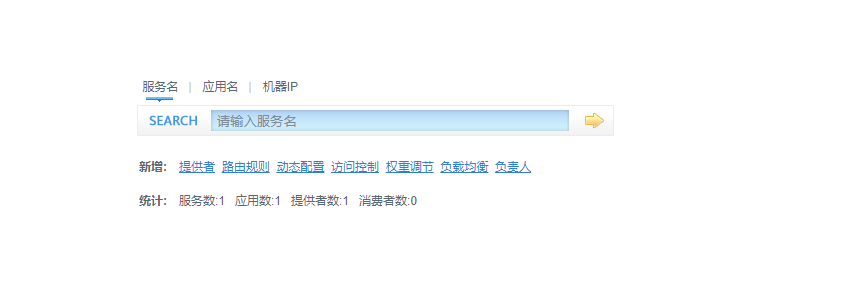 服务名 | 应用名 | 机器IP
SEARCH 请输入服务名
新增: 提供者 路由规则 动态配置 访问控制 权重调节 负载均衡 负责人
统计: 服务数:1 应用数:1 提供者数:1 消费者数:0